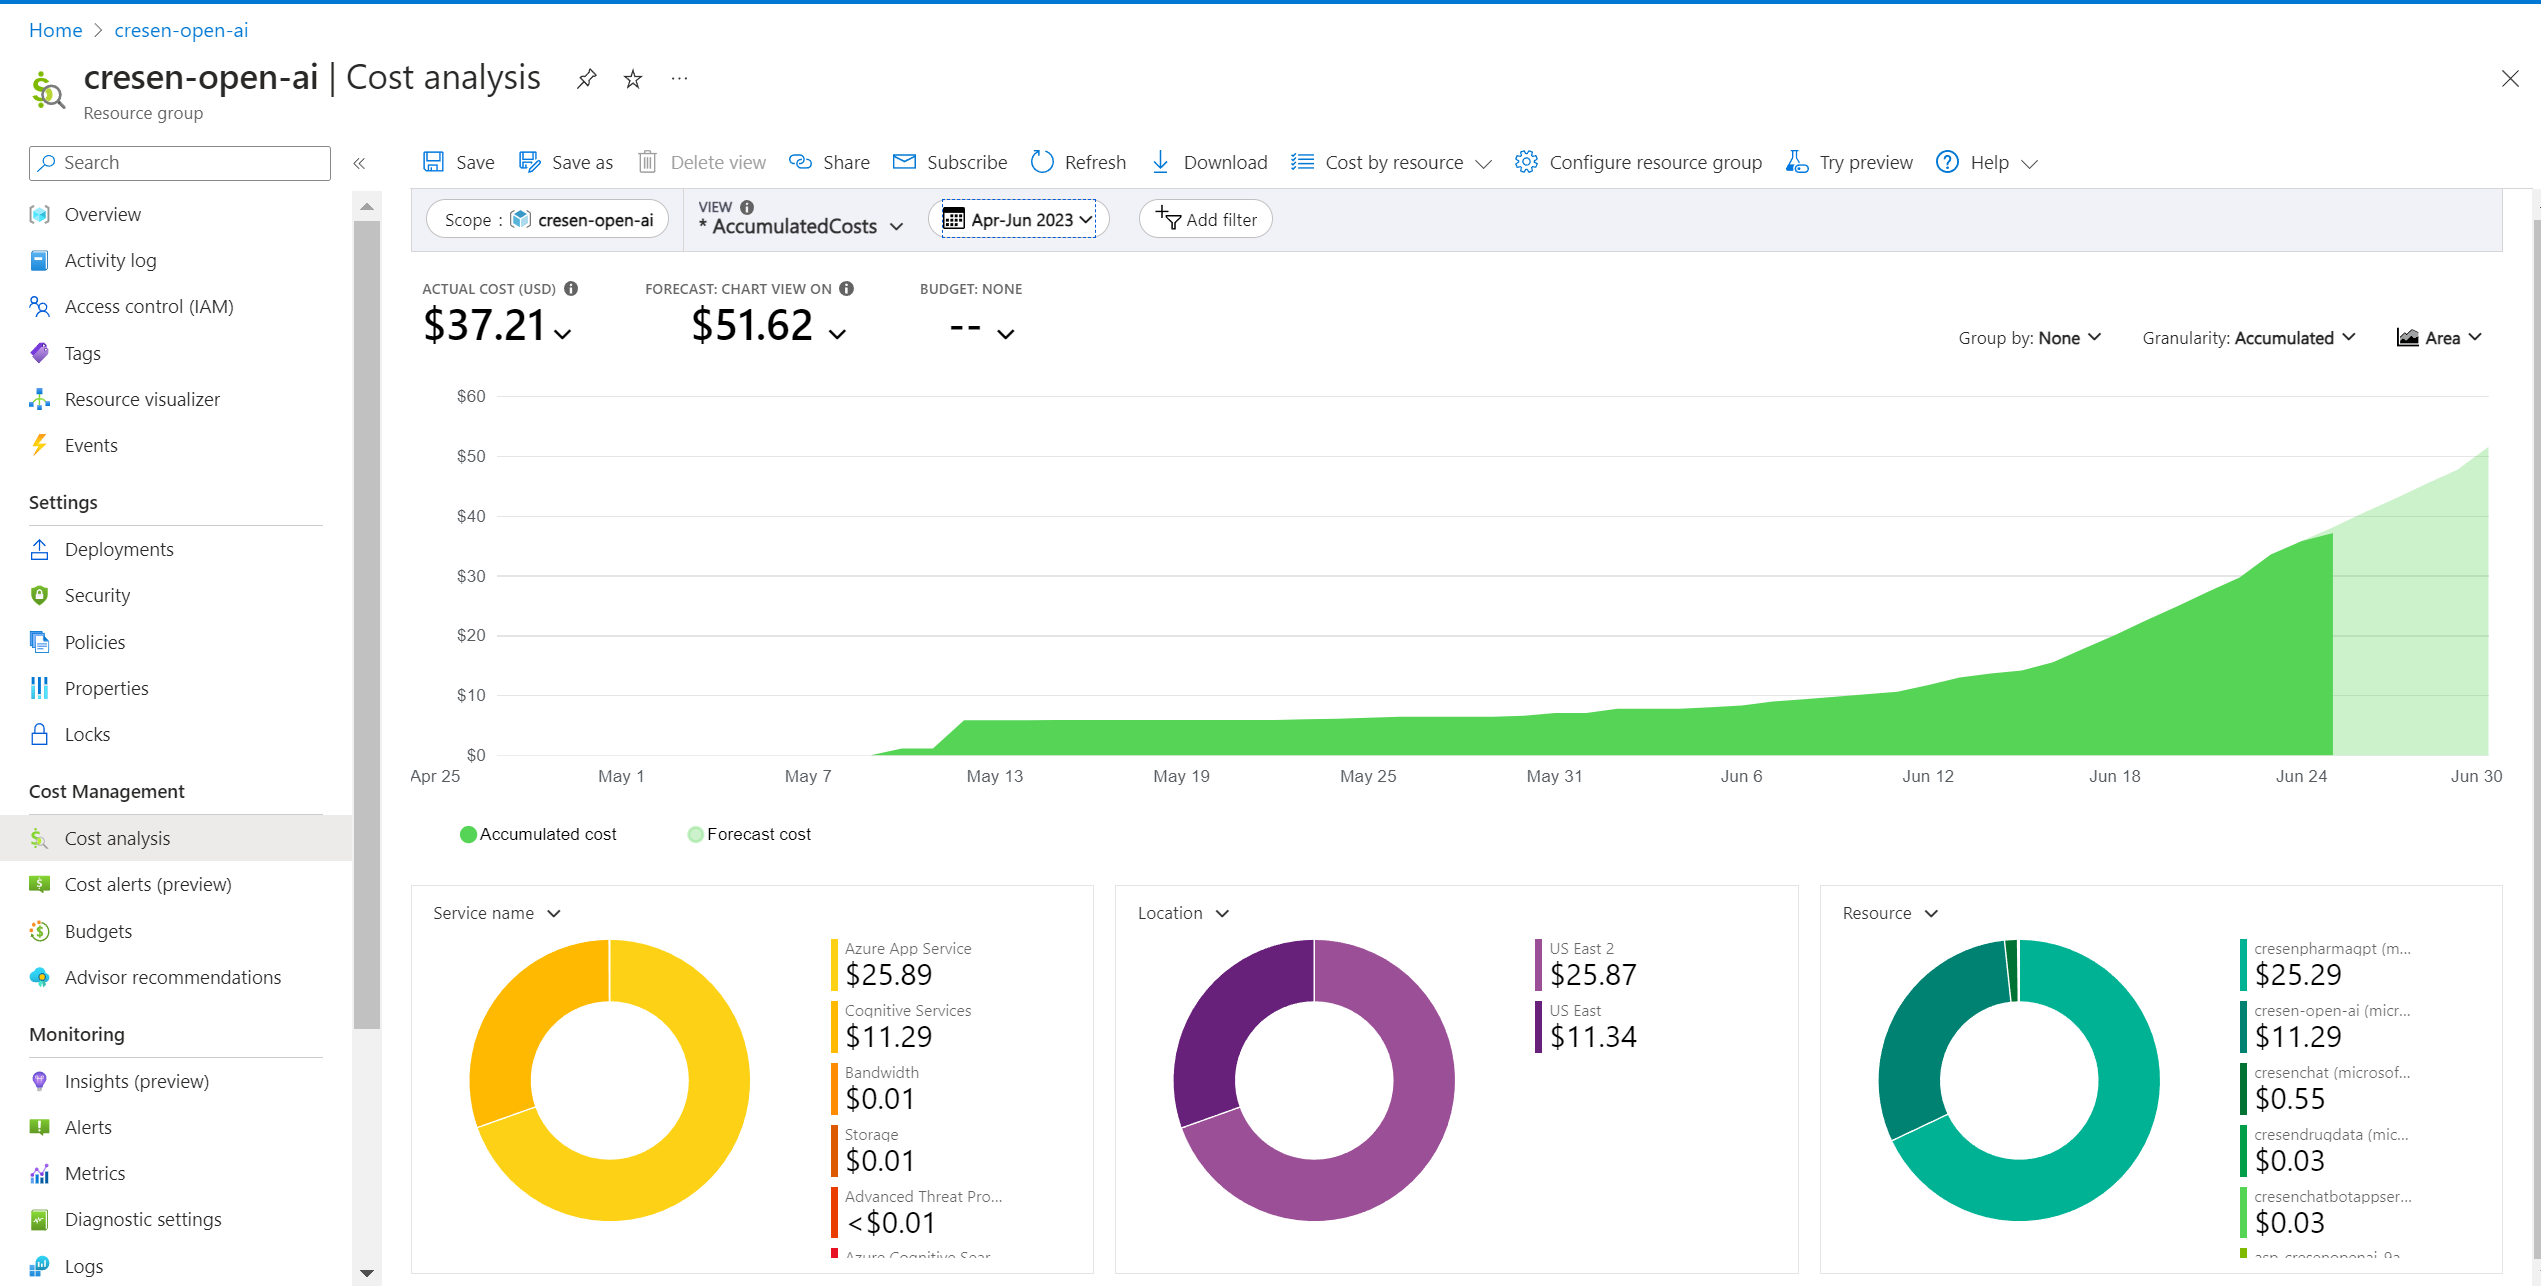 Home > cresen-open-ai
cresen-open-ai | Cost analysis
Resource group
Search
Overview
Activity log
Access control (IAM)
Tags
Resource visualizer
Events
Settings
Deployments
Security
Policies
Properties
Locks
Cost Management
Cost analysis
Cost alerts (preview)
Budgets
Advisor recommendations
Monitoring
Insights (preview)
Alerts
Metrics
Diagnostic settings
Logs
Save Save as Delete view Share Subscribe Refresh Download Cost by resource Configure resource group Try preview Help
Scope : cresen-open-ai
VIEW
* AccumulatedCosts
Apr-Jun 2023
Add filter
ACTUAL COST (USD)
$37.21
FORECAST: CHART VIEW ON
$51.62
BUDGET: NONE
--
Group by: None Granularity: Accumulated Area
$60
$50
$40
$30
$20
$10
$0
Apr 25 May 1 May 7 May 13 May 19 May 25 May 31 Jun 6 Jun 12 Jun 18 Jun 24 Jun 30
Accumulated cost Forecast cost
Service name
Azure App Service
$25.89
Cognitive Services
$11.29
Bandwidth
$0.01
Storage
$0.01
Advanced Threat Pro...
<$0.01
Azure Cognitive Sear
Location
US East 2
$25.87
US East
$11.34
Resource
cresenpharmagpt (m...
$25.29
cresen-open-ai (micr...
$11.29
cresenchat (microsof...
$0.55
cresendrugdata (mic...
$0.03
cresenchatbotappser...
$0.03
asp-cresenopenai-9a